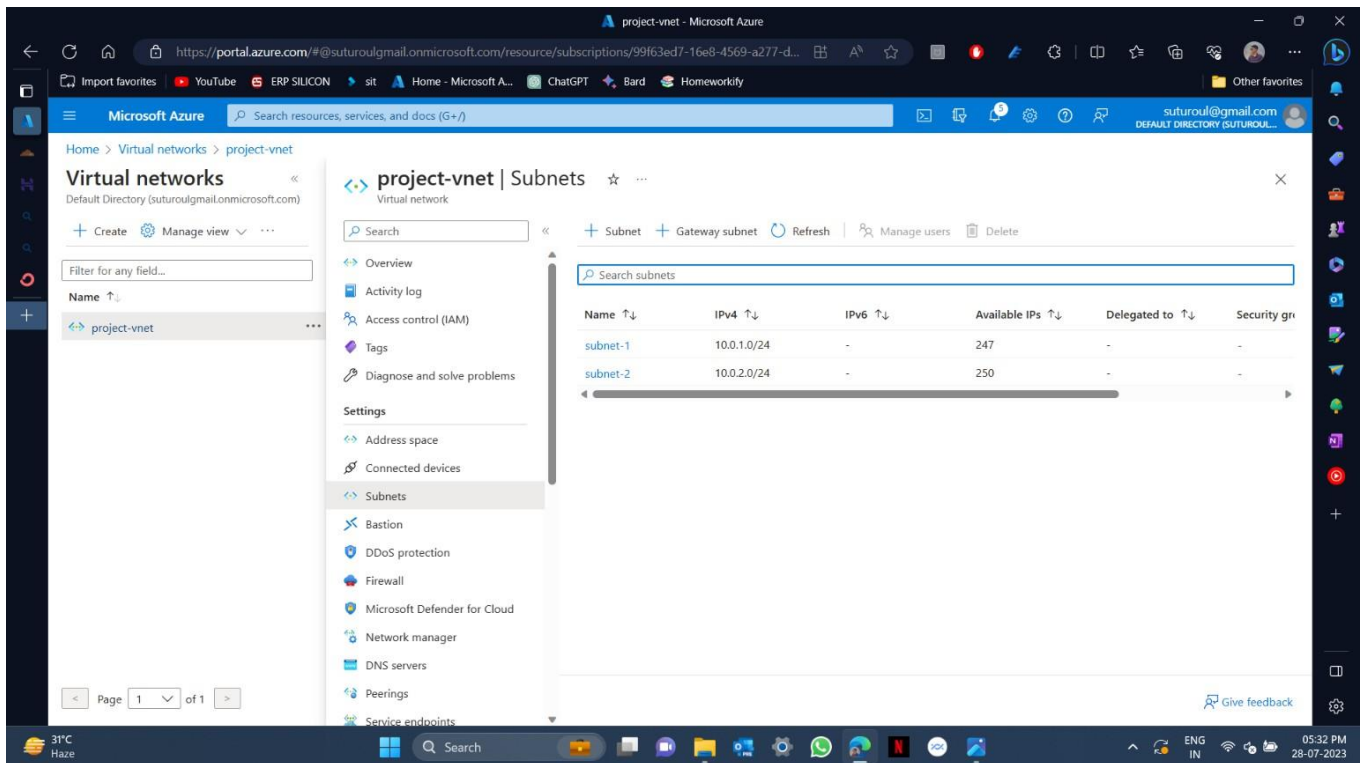 project-vnet - Microsoft Azure
https://portal.azure.com/#@suturoulgmail.onmicrosoft.com/resource/subscriptions/99f63ed7-16e8-4569-a277-d...
Import favorites YouTube ERP SILICON sit Home - Microsoft A... ChatGPT Bard Homeworkify Other favorites
Microsoft Azure Search resources, services, and docs (G+/) 5 suturoul@gmail.com
DEFAULT DIRECTORY (SUTUROUL...
Home > Virtual networks > project-vnet
Virtual networks «
Default Directory (suturoulgmail.onmicrosoft.com)
+ Create Manage view ...
Filter for any field...
Name ↑↓
project-vnet ...
Page 1 of 1
project-vnet | Subnets ☆ ...
Virtual network
Search «
Overview
Activity log
Access control (IAM)
Tags
Diagnose and solve problems
Settings
Address space
Connected devices
Subnets
Bastion
DDoS protection
Firewall
Microsoft Defender for Cloud
Network manager
DNS servers
Peerings
Service endpoints
+ Subnet + Gateway subnet Refresh Manage users Delete
Search subnets
Name ↑↓ IPv4 ↑↓ IPv6 ↑↓ Available IPs ↑↓ Delegated to ↑↓ Security gro
subnet-1 10.0.1.0/24 - 247 - -
subnet-2 10.0.2.0/24 - 250 - -
Give feedback
31°C
Haze
Search
ENG
IN
05:32 PM
28-07-2023